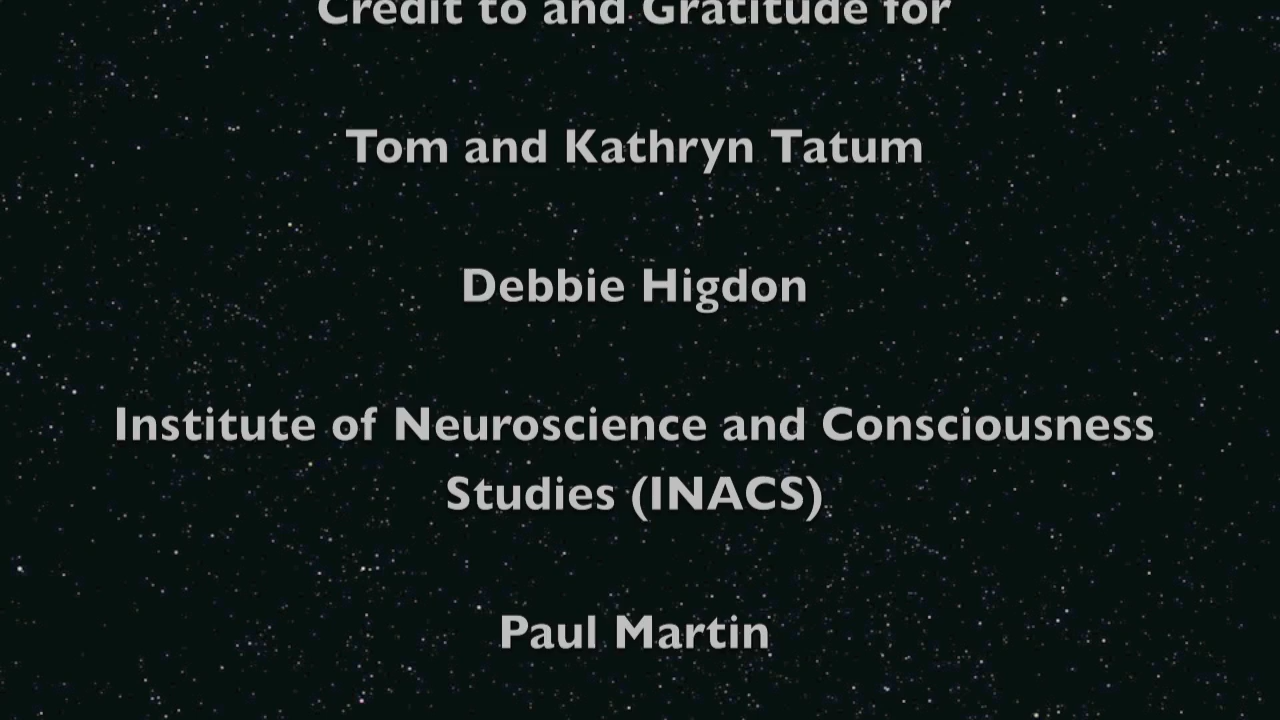 Credit to and Gratitude for
Tom and Kathryn Tatum
Debbie Higdon
Institute of Neuroscience and Consciousness
Studies (INACS)
Paul Martin